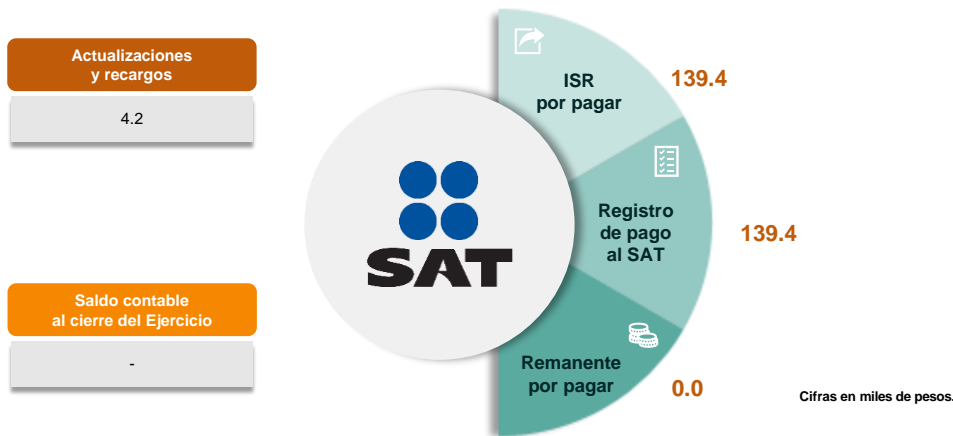 Actualizaciones
y recargos
4.2
Saldo contable
al cierre del Ejercicio
-
SAT
ISR
por pagar
139.4
Registro
de pago
al SAT
139.4
Remanente
por pagar
0.0
Cifras en miles de pesos.